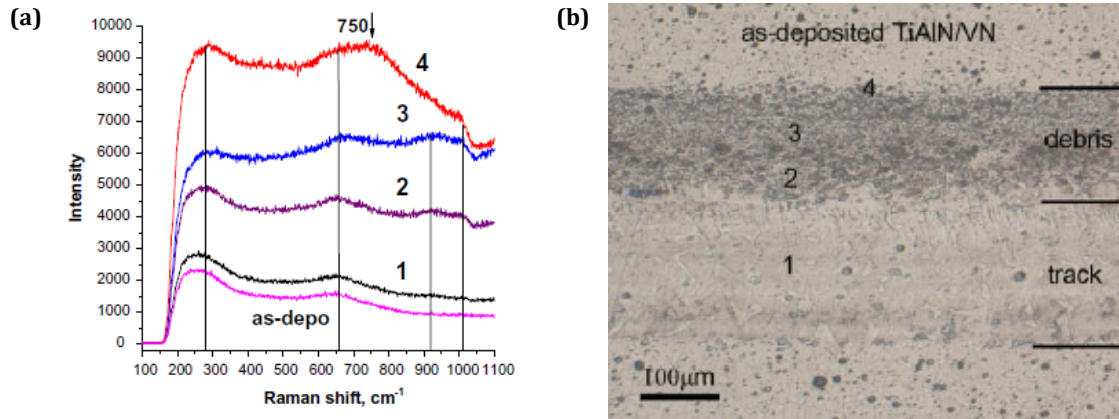 (a)
10000
9000
8000
7000
6000
5000
4000
3000
2000
1000
0
Intensity
750
4
3
2
1
as-depo
100 200 300 400 500 600 700 800 900 1000 1100
Raman shift, cm⁻¹
(b)
as-deposited TiAlN/VN
4
3
debris
2
1
track
100μm